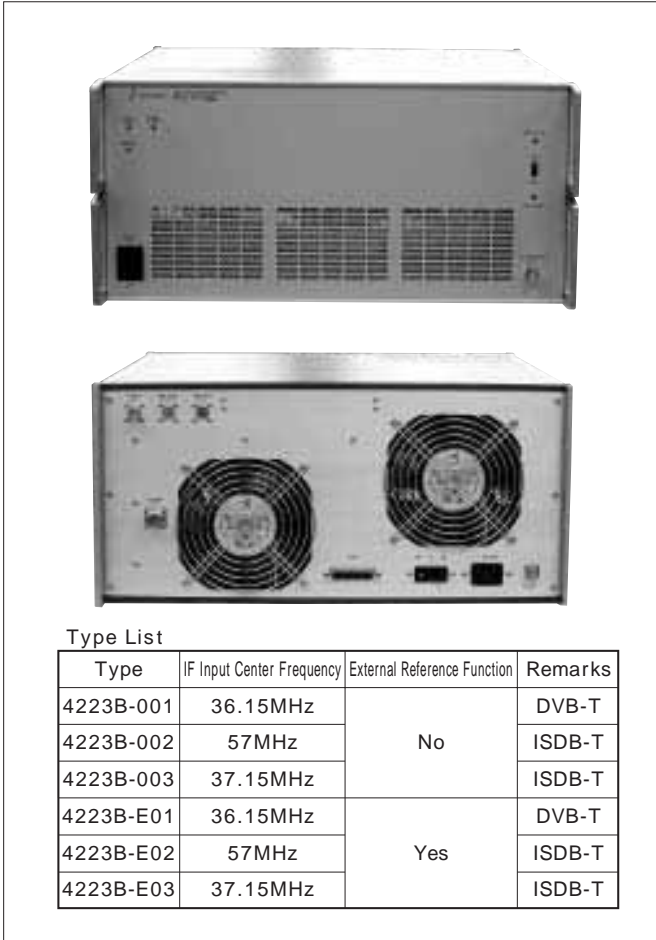 Type List
Type IF Input Center Frequency External Reference Function Remarks
4223B-001 36.15MHz No DVB-T
4223B-002 57MHz ISDB-T
4223B-003 37.15MHz ISDB-T
4223B-E01 36.15MHz Yes DVB-T
4223B-E02 57MHz ISDB-T
4223B-E03 37.15MHz ISDB-T